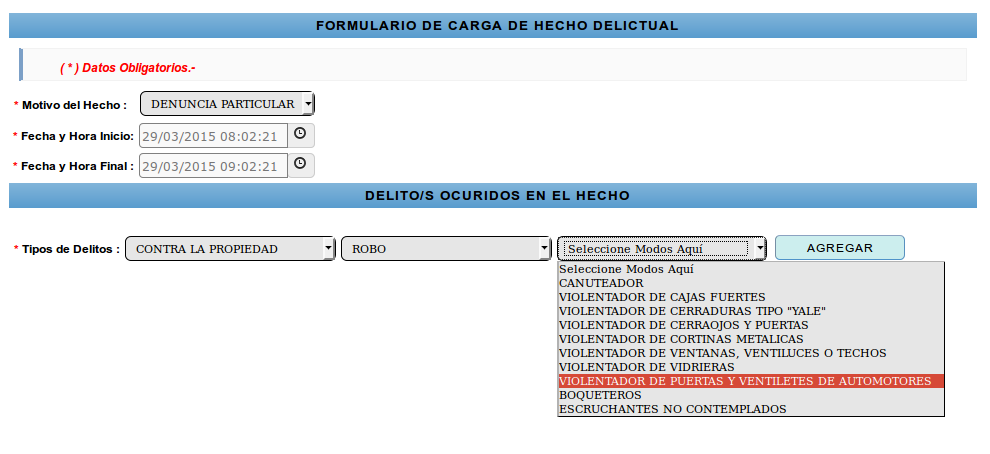 FORMULARIO DE CARGA DE HECHO DELICTUAL
( * ) Datos Obligatorios.-
* Motivo del Hecho : DENUNCIA PARTICULAR
* Fecha y Hora Inicio: 29/03/2015 08:02:21
* Fecha y Hora Final : 29/03/2015 09:02:21
DELITO/S OCURIDOS EN EL HECHO
* Tipos de Delitos : CONTRA LA PROPIEDAD ROBO Seleccione Modos Aquí AGREGAR
Seleccione Modos Aquí
CANUTEADOR
VIOLENTADOR DE CAJAS FUERTES
VIOLENTADOR DE CERRADURAS TIPO "YALE"
VIOLENTADOR DE CERRAOJOS Y PUERTAS
VIOLENTADOR DE CORTINAS METALICAS
VIOLENTADOR DE VENTANAS, VENTILUCES O TECHOS
VIOLENTADOR DE VIDRIERAS
VIOLENTADOR DE PUERTAS Y VENTILETES DE AUTOMOTORES
BOQUETEROS
ESCRUCHANTES NO CONTEMPLADOS